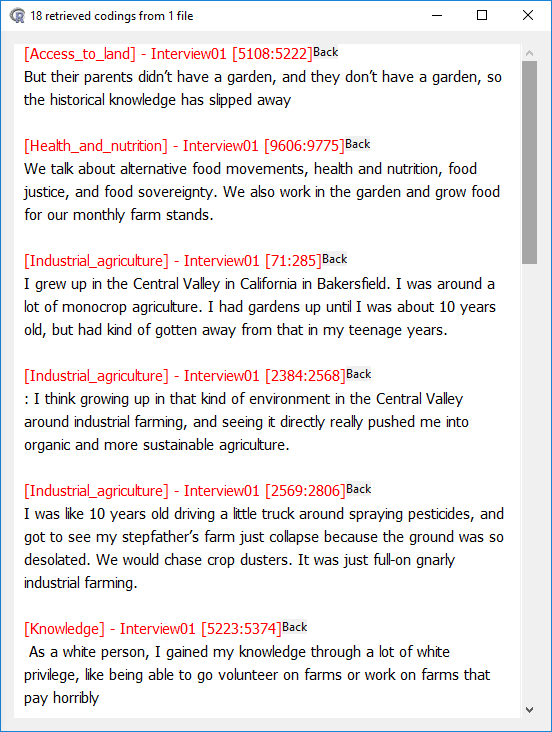 18 retrieved codings from 1 file
[Access_to_land] - Interview01 [5108:5222]Back
But their parents didn’t have a garden, and they don’t have a garden, so
the historical knowledge has slipped away
[Health_and_nutrition] - Interview01 [9606:9775]Back
We talk about alternative food movements, health and nutrition, food
justice, and food sovereignty. We also work in the garden and grow food
for our monthly farm stands.
[Industrial_agriculture] - Interview01 [71:285]Back
I grew up in the Central Valley in California in Bakersfield. I was around a
lot of monocrop agriculture. I had gardens up until I was about 10 years
old, but had kind of gotten away from that in my teenage years.
[Industrial_agriculture] - Interview01 [2384:2568]Back
: I think growing up in that kind of environment in the Central Valley
around industrial farming, and seeing it directly really pushed me into
organic and more sustainable agriculture.
[Industrial_agriculture] - Interview01 [2569:2806]Back
I was like 10 years old driving a little truck around spraying pesticides, and
got to see my stepfather’s farm just collapse because the ground was so
desolated. We would chase crop dusters. It was just full-on gnarly
industrial farming.
[Knowledge] - Interview01 [5223:5374]Back
As a white person, I gained my knowledge through a lot of white
privilege, like being able to go volunteer on farms or work on farms that
pay horribly